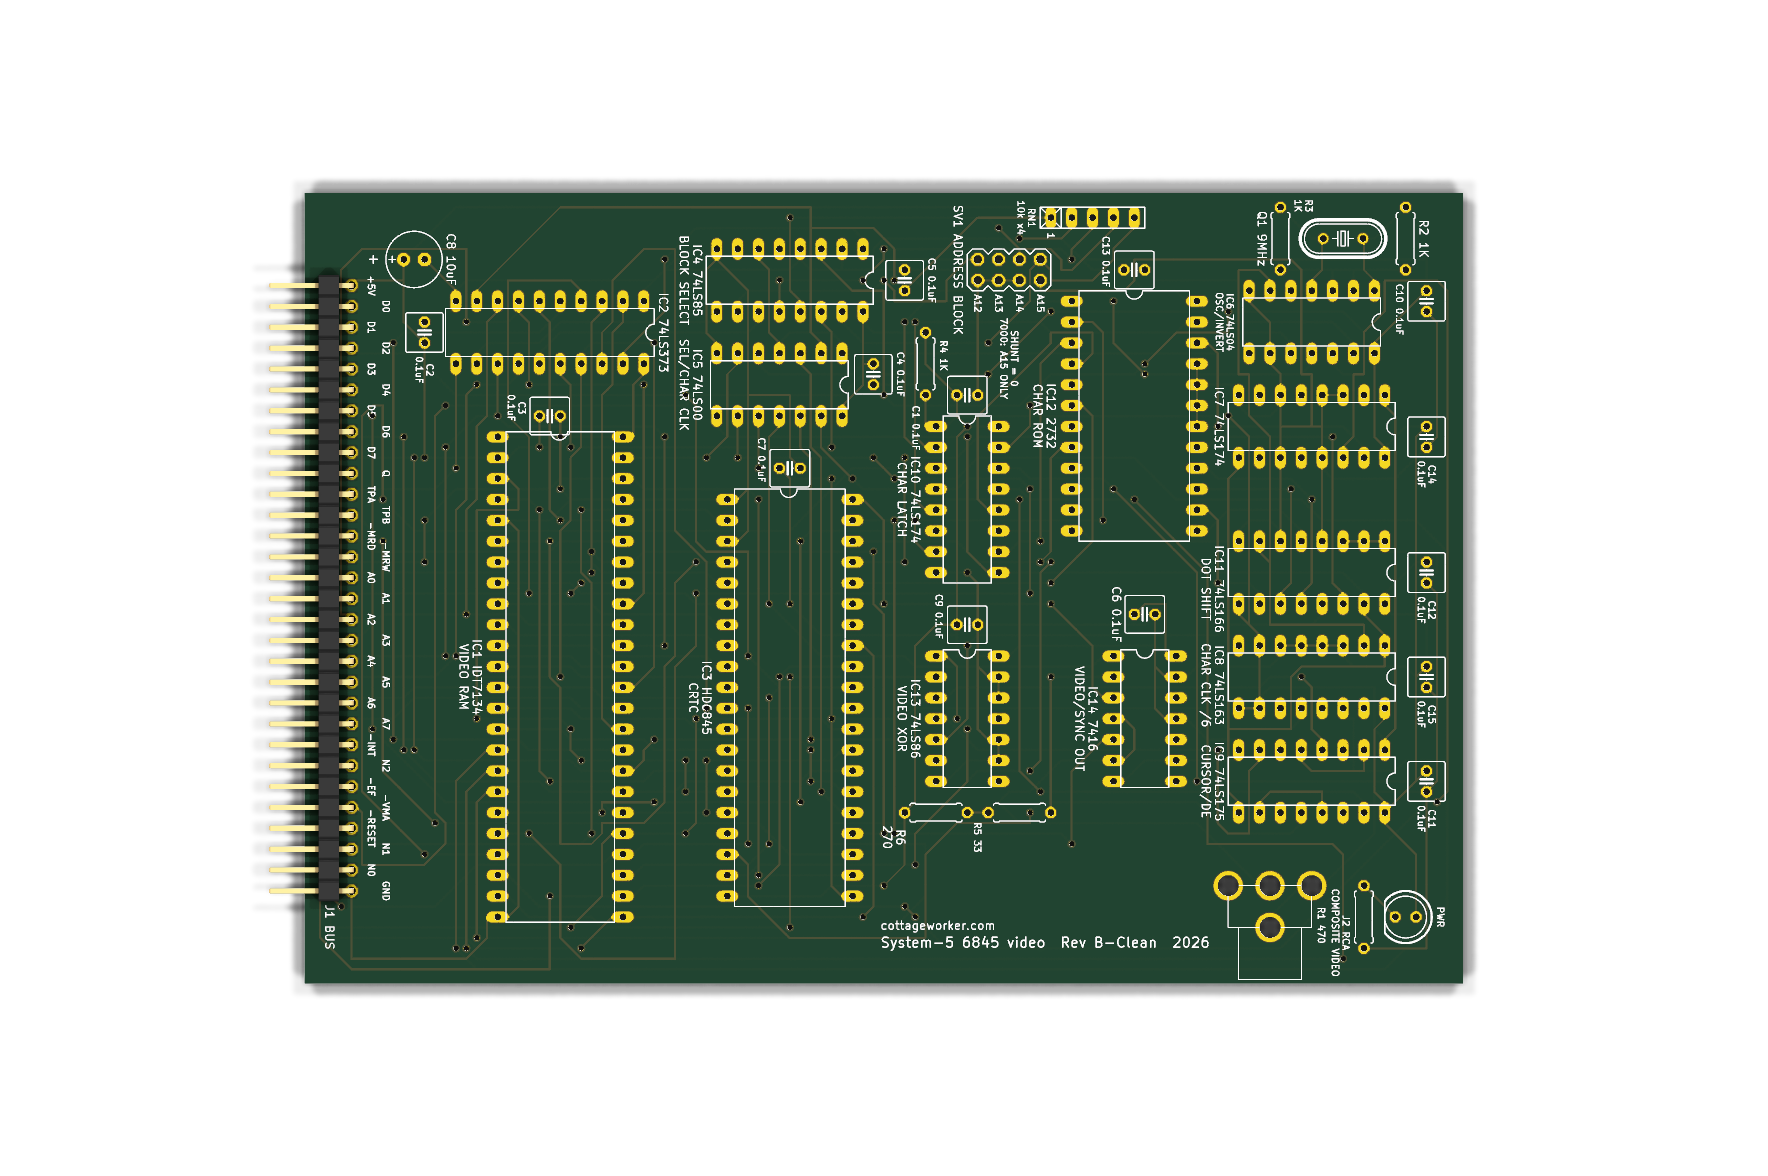 +
+
C8 10uF
+5V
D0
D1
D2
D3
D4
D5
D6
D7
Q
TPA
TPB
-MRD
-MRW
A0
A1
A2
A3
A4
A5
A6
A7
-INT
N2
-EF
-VMA
-RESET
N1
N0
GND
J1 BUS
C2
0.1uF
IC2 74LS373
C3
0.1uF
IC1 IDT7134
VIDEO RAM
IC4 74LS85
BLOCK SELECT
C5 0.1uF
IC5 74LS00
SEL/CHAR CLK
C4 0.1uF
C7 0.1uF
IC3 HDC845
CRTC
SV1 ADDRESS BLOCK
RN1
10k x4
1
A12
A13
A14
A15
SHUNT = 0
7000: A15 ONLY
R4 1K
C1 0.1uF
IC10 74LS174
CHAR LATCH
C13 0.1uF
IC12 2732
CHAR ROM
C9 0.1uF
IC13 74LS86
VIDEO XOR
C6 0.1uF
IC14 7416
VIDEO/SYNC OUT
R6
270
R5 33
Q1 9MHz
R3
1K
R2 1K
C10 0.1uF
IC6 74LS04
OSC/INVERT
IC7 74LS174
C14
0.1uF
IC11 74LS166
DOT SHIFT
C12
0.1uF
IC8 74LS163
CHAR CLK /6
C15
0.1uF
IC9 74LS175
CURSOR/DE
C11
0.1uF
J2 RCA
COMPOSITE VIDEO
R1 470
PWR
cottageworker.com
System-5 6845 video Rev B-Clean 2026